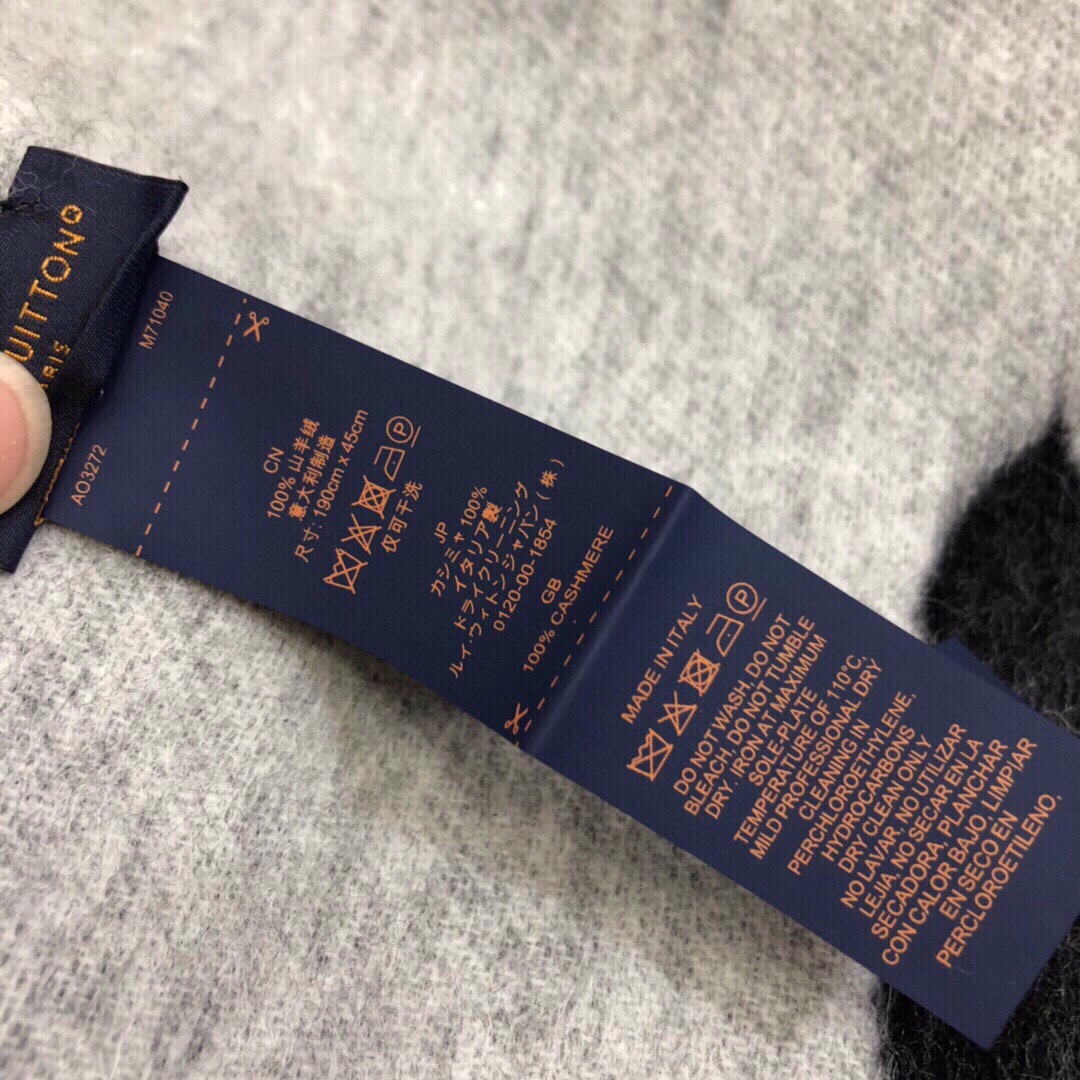 UITTON
ARIS
M71040
AO3272
CN
100% 山羊绒
意大利制造
尺寸: 190cm x 45cm
P
仅可干洗
JP
カシミヤ 100%
イタリア製
ドライクリーニング
ルイ・ヴィトンジャパン (株)
0120-00-1854
GB
100% CASHMERE
MADE IN ITALY
P
DO NOT WASH, DO NOT
BLEACH, DO NOT TUMBLE
DRY. IRON AT MAXIMUM
SOLE-PLATE
TEMPERATURE OF 110°C,
MILD PROFESSIONAL DRY
CLEANING IN
PERCHLOROETHYLENE,
HYDROCARBONS
DRY CLEAN ONLY
NO LAVAR, NO UTILIZAR
LEJIA, NO SECAR EN LA
SECADORA, PLANCHAR
CON CALOR BAJO, LIMPTAR
EN SECO EN
PERCLOROETILENO,